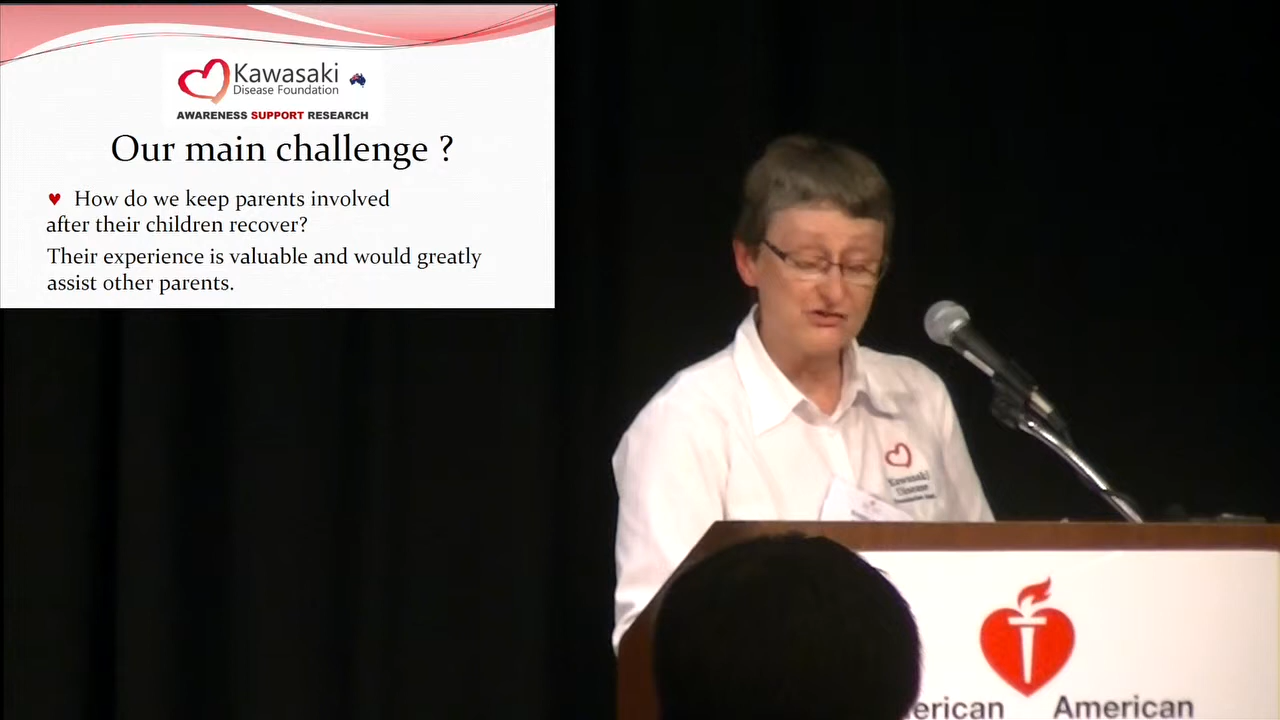 Kawasaki
Disease Foundation
AWARENESS SUPPORT RESEARCH
Our main challenge ?
♥ How do we keep parents involved
after their children recover?
Their experience is valuable and would greatly
assist other parents.
Kawasaki
Disease
erican American